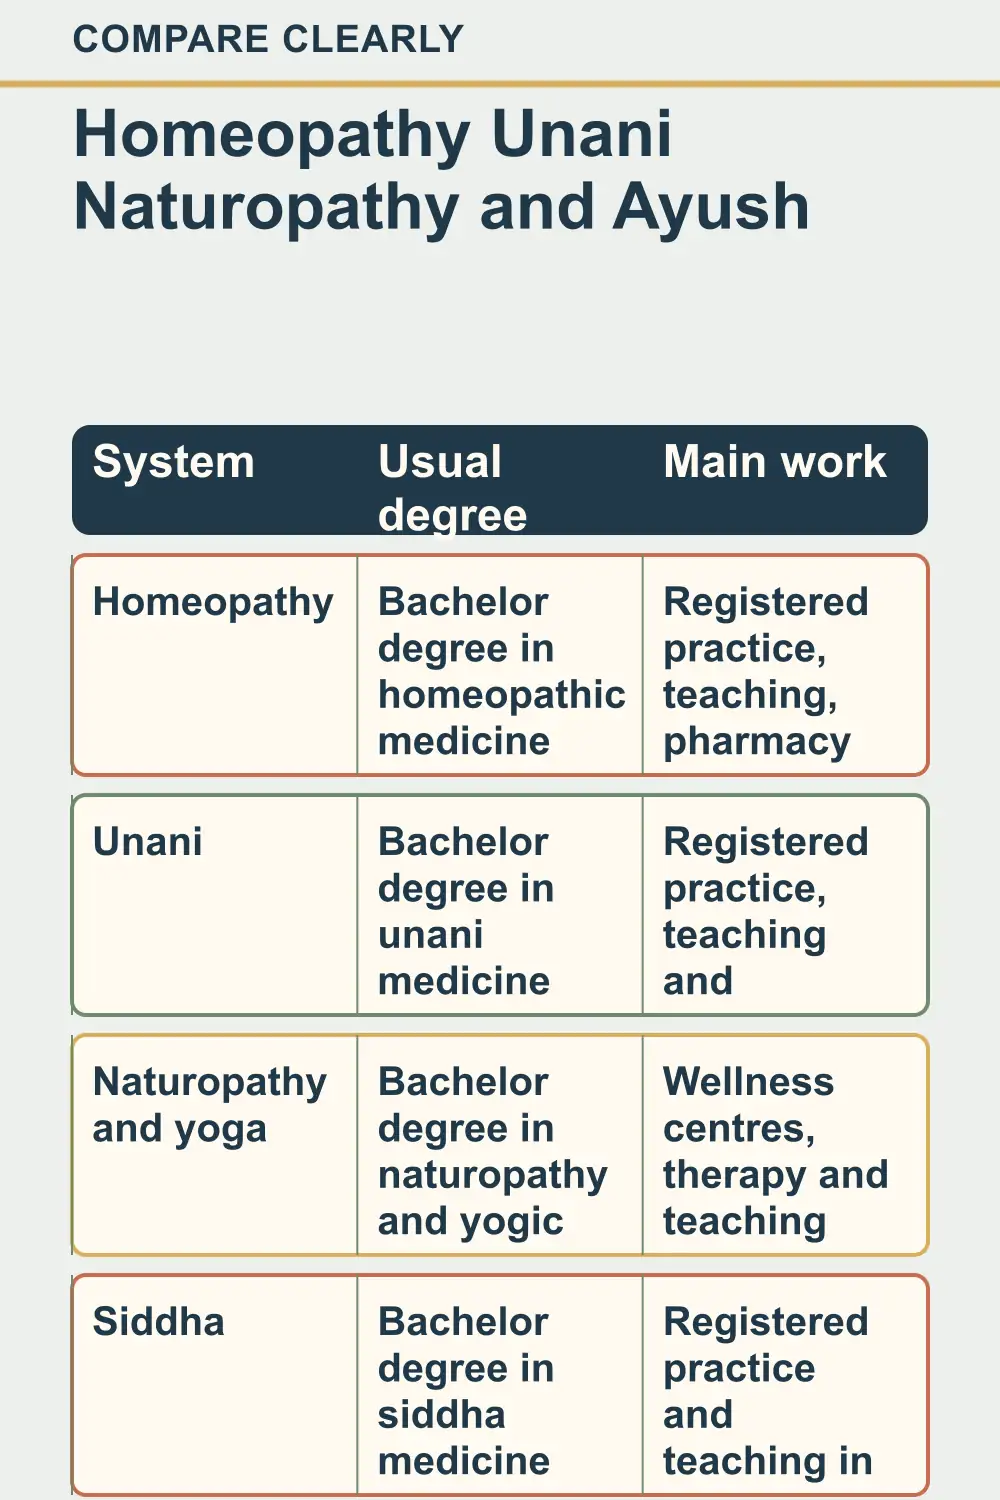 COMPARE CLEARLY
Homeopathy Unani
Naturopathy and Ayush
System
Usual
degree
Main work
Homeopathy
Bachelor
degree in
homeopathic
medicine
Registered
practice,
teaching,
pharmacy
Unani
Bachelor
degree in
unani
medicine
Registered
practice,
teaching
and
Naturopathy
and yoga
Bachelor
degree in
naturopathy
and yogic
Wellness
centres,
therapy and
teaching
Siddha
Bachelor
degree in
siddha
medicine
Registered
practice
and
teaching in